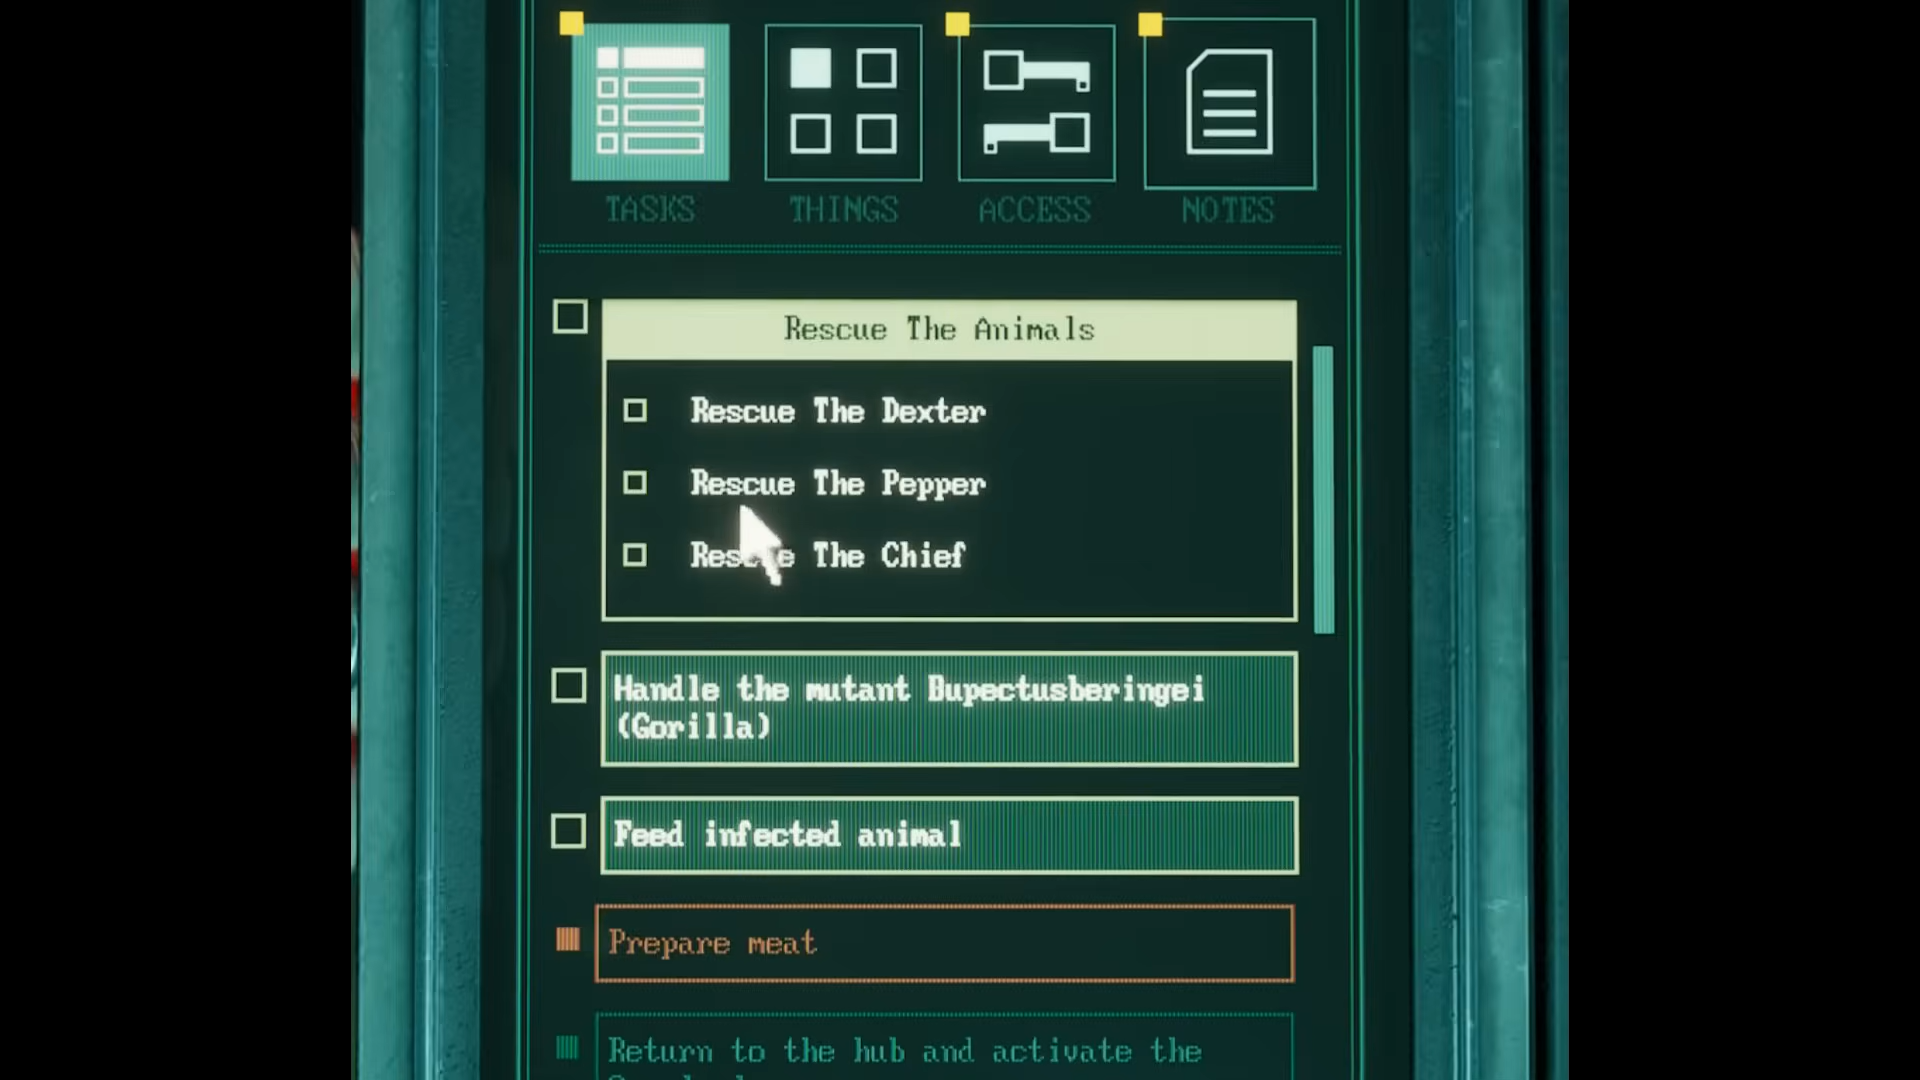 TASKS THINGS ACCESS NOTES
Rescue The Animals
Rescue The Dexter
Rescue The Pepper
Rescue The Chief
Handle the mutant Bupectusberingei
(Gorilla)
Feed infected animal
Prepare meat
Return to the hub and activate the